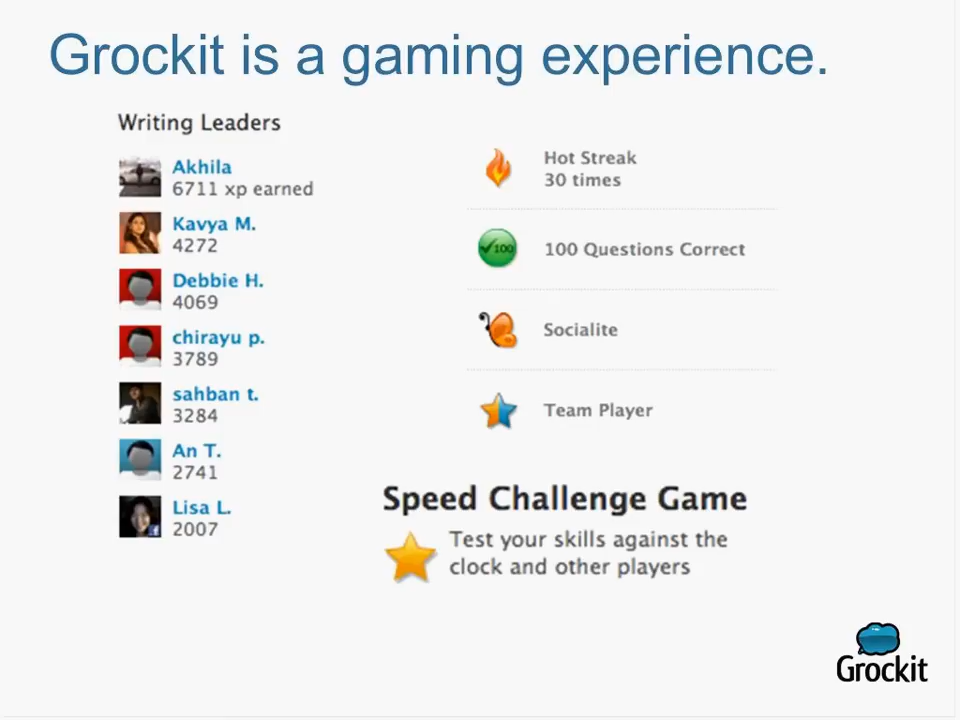 Grockit is a gaming experience.
Writing Leaders
Akhila
6711 xp earned
Kavya M.
4272
Debbie H.
4069
chirayu p.
3789
sahban t.
3284
An T.
2741
Lisa L.
2007
Hot Streak
30 times
100
100 Questions Correct
Socialite
Team Player
Speed Challenge Game
Test your skills against the
clock and other players
Grockit